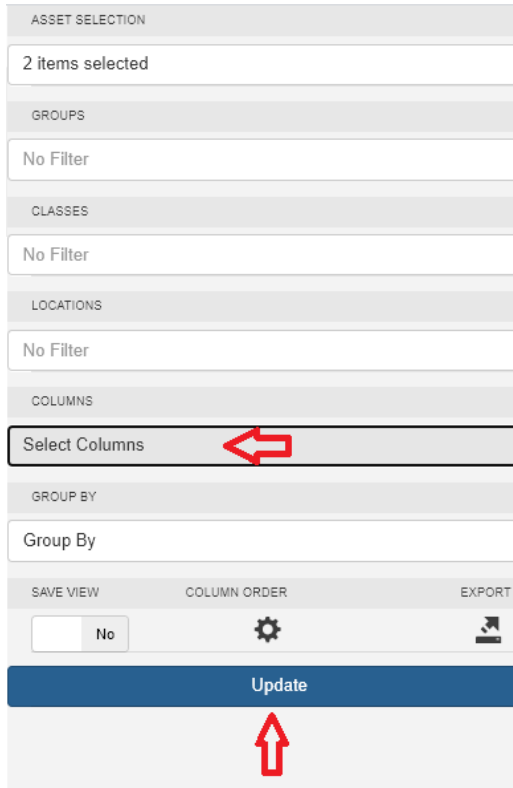 ASSET SELECTION
2 items selected
GROUPS
No Filter
CLASSES
No Filter
LOCATIONS
No Filter
COLUMNS
Select Columns
GROUP BY
Group By
SAVE VIEW COLUMN ORDER EXPORT
No
Update